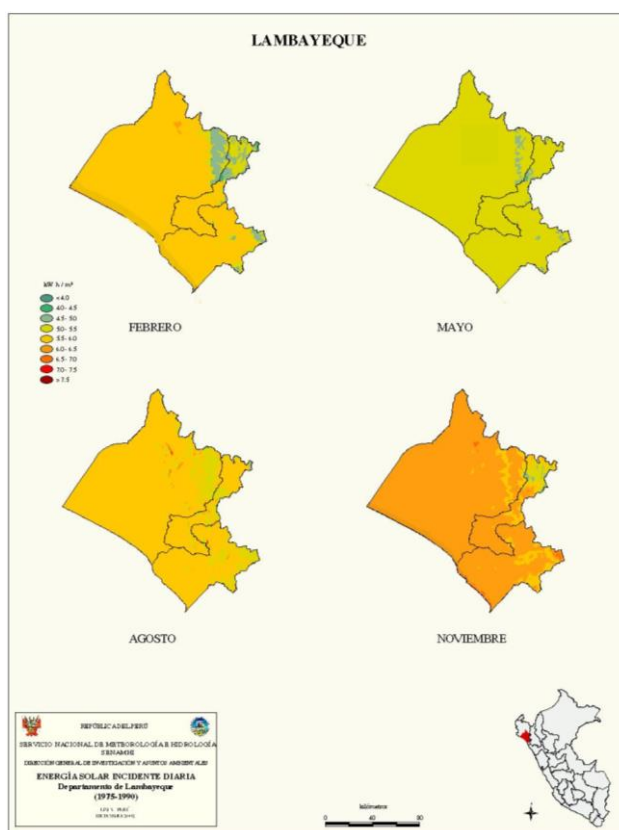 LAMBAYEQUE
kW h / m²
< 4.0
4.0 - 4.5
4.5 - 5.0
5.0 - 5.5
5.5 - 6.0
6.0 - 6.5
6.5 - 7.0
7.0 - 7.5
> 7.5
FEBRERO
MAYO
AGOSTO
NOVIEMBRE
REPÚBLICA DEL PERÚ
SERVICIO NACIONAL DE METEOROLOGÍA E HIDROLOGÍA
SENAMHI
DIRECCIÓN GENERAL DE INVESTIGACIÓN Y ASUNTOS AMBIENTALES
ENERGÍA SOLAR INCIDENTE DIARIA
Departamento de Lambayeque
(1975-1990)
kilómetros
0 40 80